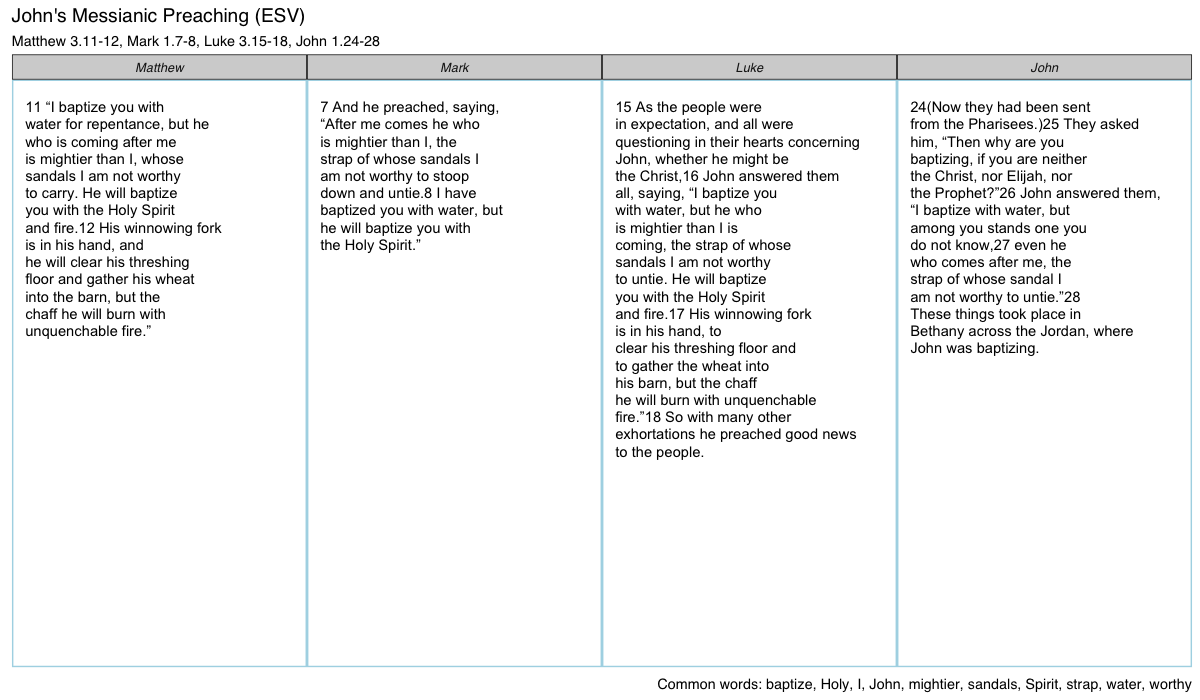 John's Messianic Preaching (ESV)
Matthew 3.11-12, Mark 1.7-8, Luke 3.15-18, John 1.24-28
Matthew
11 “I baptize you with
water for repentance, but he
who is coming after me
is mightier than I, whose
sandals I am not worthy
to carry. He will baptize
you with the Holy Spirit
and fire.12 His winnowing fork
is in his hand, and
he will clear his threshing
floor and gather his wheat
into the barn, but the
chaff he will burn with
unquenchable fire.”
Mark
7 And he preached, saying,
“After me comes he who
is mightier than I, the
strap of whose sandals I
am not worthy to stoop
down and untie.8 I have
baptized you with water, but
he will baptize you with
the Holy Spirit.”
Luke
15 As the people were
in expectation, and all were
questioning in their hearts concerning
John, whether he might be
the Christ,16 John answered them
all, saying, “I baptize you
with water, but he who
is mightier than I is
coming, the strap of whose
sandals I am not worthy
to untie. He will baptize
you with the Holy Spirit
and fire.17 His winnowing fork
is in his hand, to
clear his threshing floor and
to gather the wheat into
his barn, but the chaff
he will burn with unquenchable
fire.”18 So with many other
exhortations he preached good news
to the people.
John
24(Now they had been sent
from the Pharisees.)25 They asked
him, “Then why are you
baptizing, if you are neither
the Christ, nor Elijah, nor
the Prophet?”26 John answered them,
“I baptize with water, but
among you stands one you
do not know,27 even he
who comes after me, the
strap of whose sandal I
am not worthy to untie.”28
These things took place in
Bethany across the Jordan, where
John was baptizing.
Common words: baptize, Holy, I, John, mightier, sandals, Spirit, strap, water, worthy